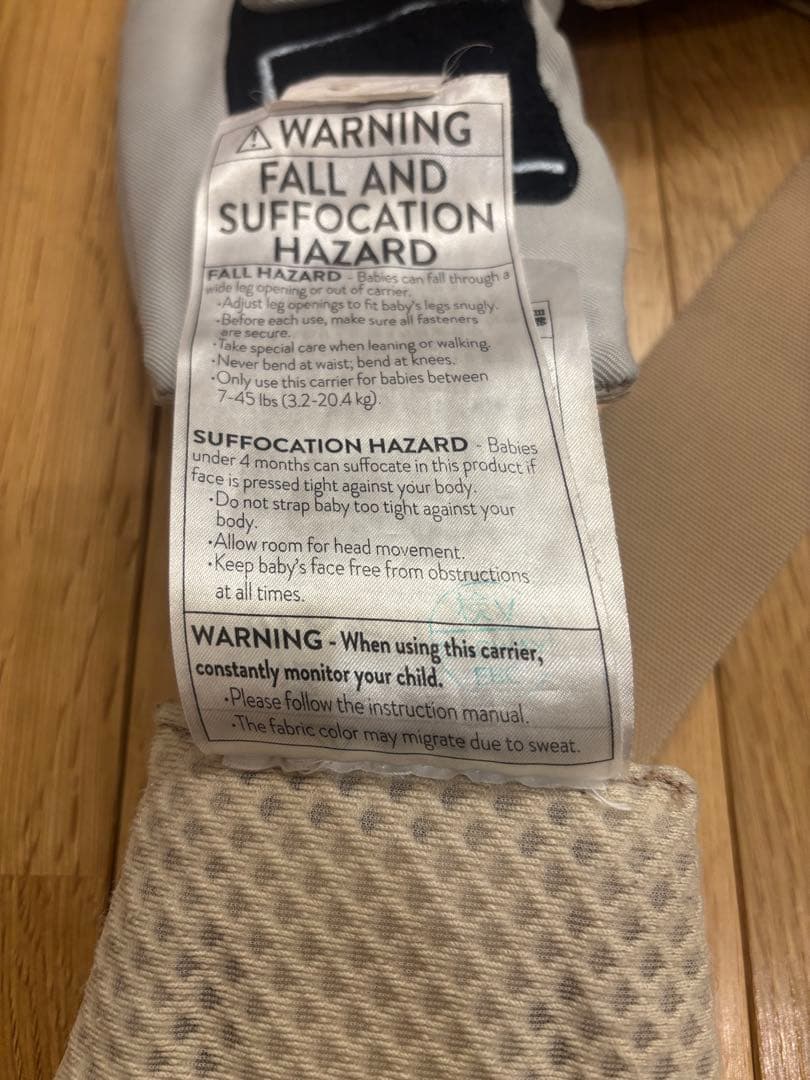 ⚠ WARNING
FALL AND
SUFFOCATION
HAZARD
FALL HAZARD - Babies can fall through a
wide leg opening or out of carrier.
•Adjust leg openings to fit baby's legs snugly.
•Before each use, make sure all fasteners
are secure.
•Take special care when leaning or walking.
•Never bend at waist; bend at knees.
•Only use this carrier for babies between
7-45 lbs (3.2-20.4 kg).
SUFFOCATION HAZARD - Babies
under 4 months can suffocate in this product if
face is pressed tight against your body.
•Do not strap baby too tight against your
body.
•Allow room for head movement.
•Keep baby's face free from obstructions
at all times.
WARNING - When using this carrier,
constantly monitor your child.
•Please follow the instruction manual.
•The fabric color may migrate due to sweat.